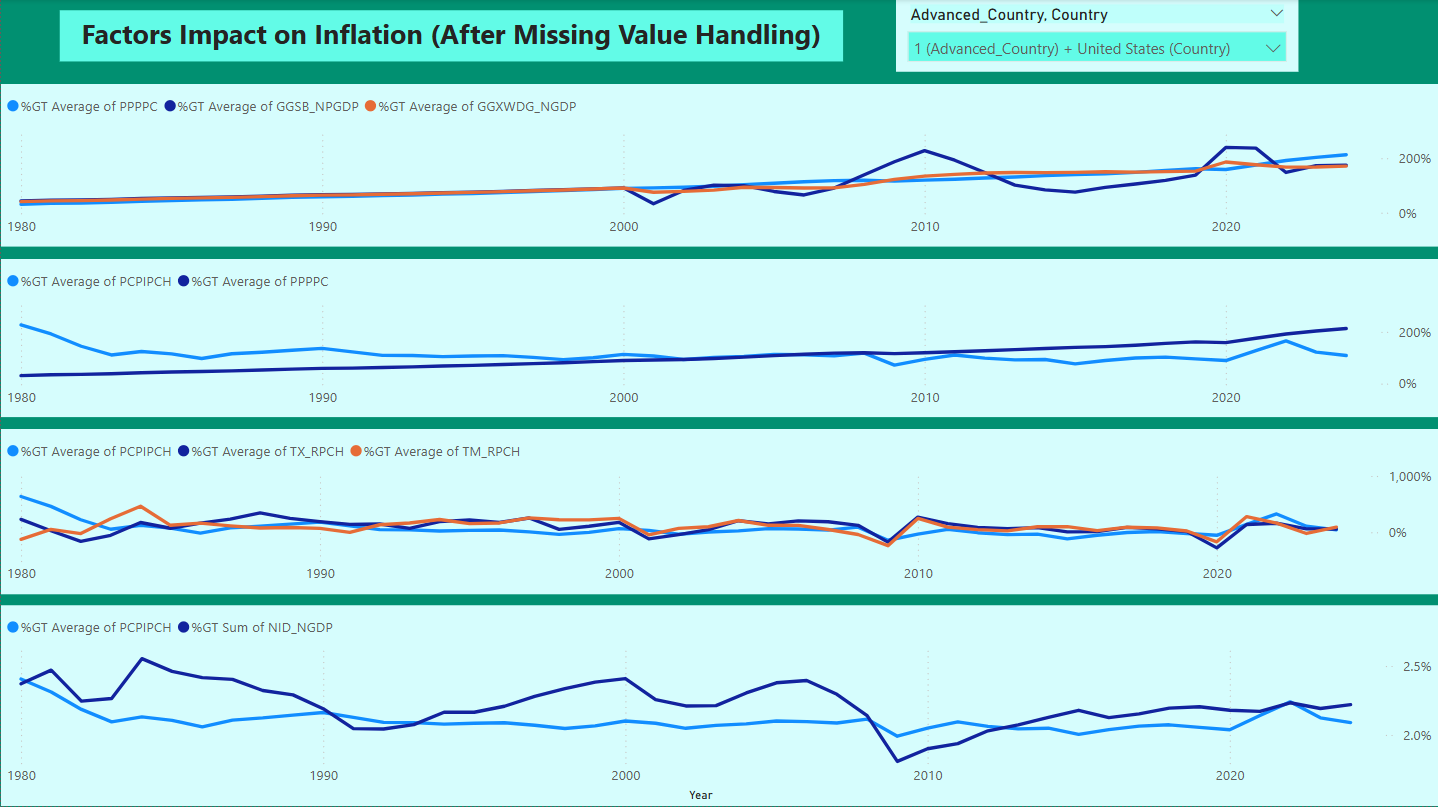 Factors Impact on Inflation (After Missing Value Handling)
Advanced_Country, Country
1 (Advanced_Country) + United States (Country)
%GT Average of PPPPC %GT Average of GGSB_NPGDP %GT Average of GGXWDG_NGDP
200%
0%
1980 1990 2000 2010 2020
%GT Average of PCPIPCH %GT Average of PPPPC
200%
0%
1980 1990 2000 2010 2020
%GT Average of PCPIPCH %GT Average of TX_RPCH %GT Average of TM_RPCH
1,000%
0%
1980 1990 2000 2010 2020
%GT Average of PCPIPCH %GT Sum of NID_NGDP
2.5%
2.0%
1980 1990 2000 2010 2020
Year